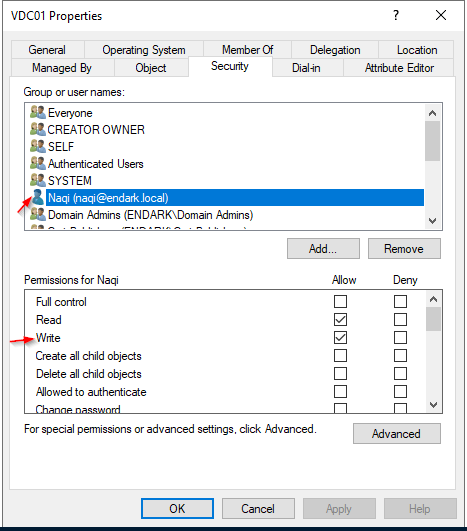 VDC01 Properties
?
General Operating System Member Of Delegation Location
Managed By Object Security Dial-in Attribute Editor
Group or user names:
Everyone
CREATOR OWNER
SELF
Authenticated Users
SYSTEM
Naqi (naqi@endark.local)
Domain Admins (ENDARK\Domain Admins)
Add... Remove
Permissions for Naqi Allow Deny
Full control
Read
Write
Create all child objects
Delete all child objects
Allowed to authenticate
Change password
For special permissions or advanced settings, click Advanced.
Advanced
OK Cancel Apply Help